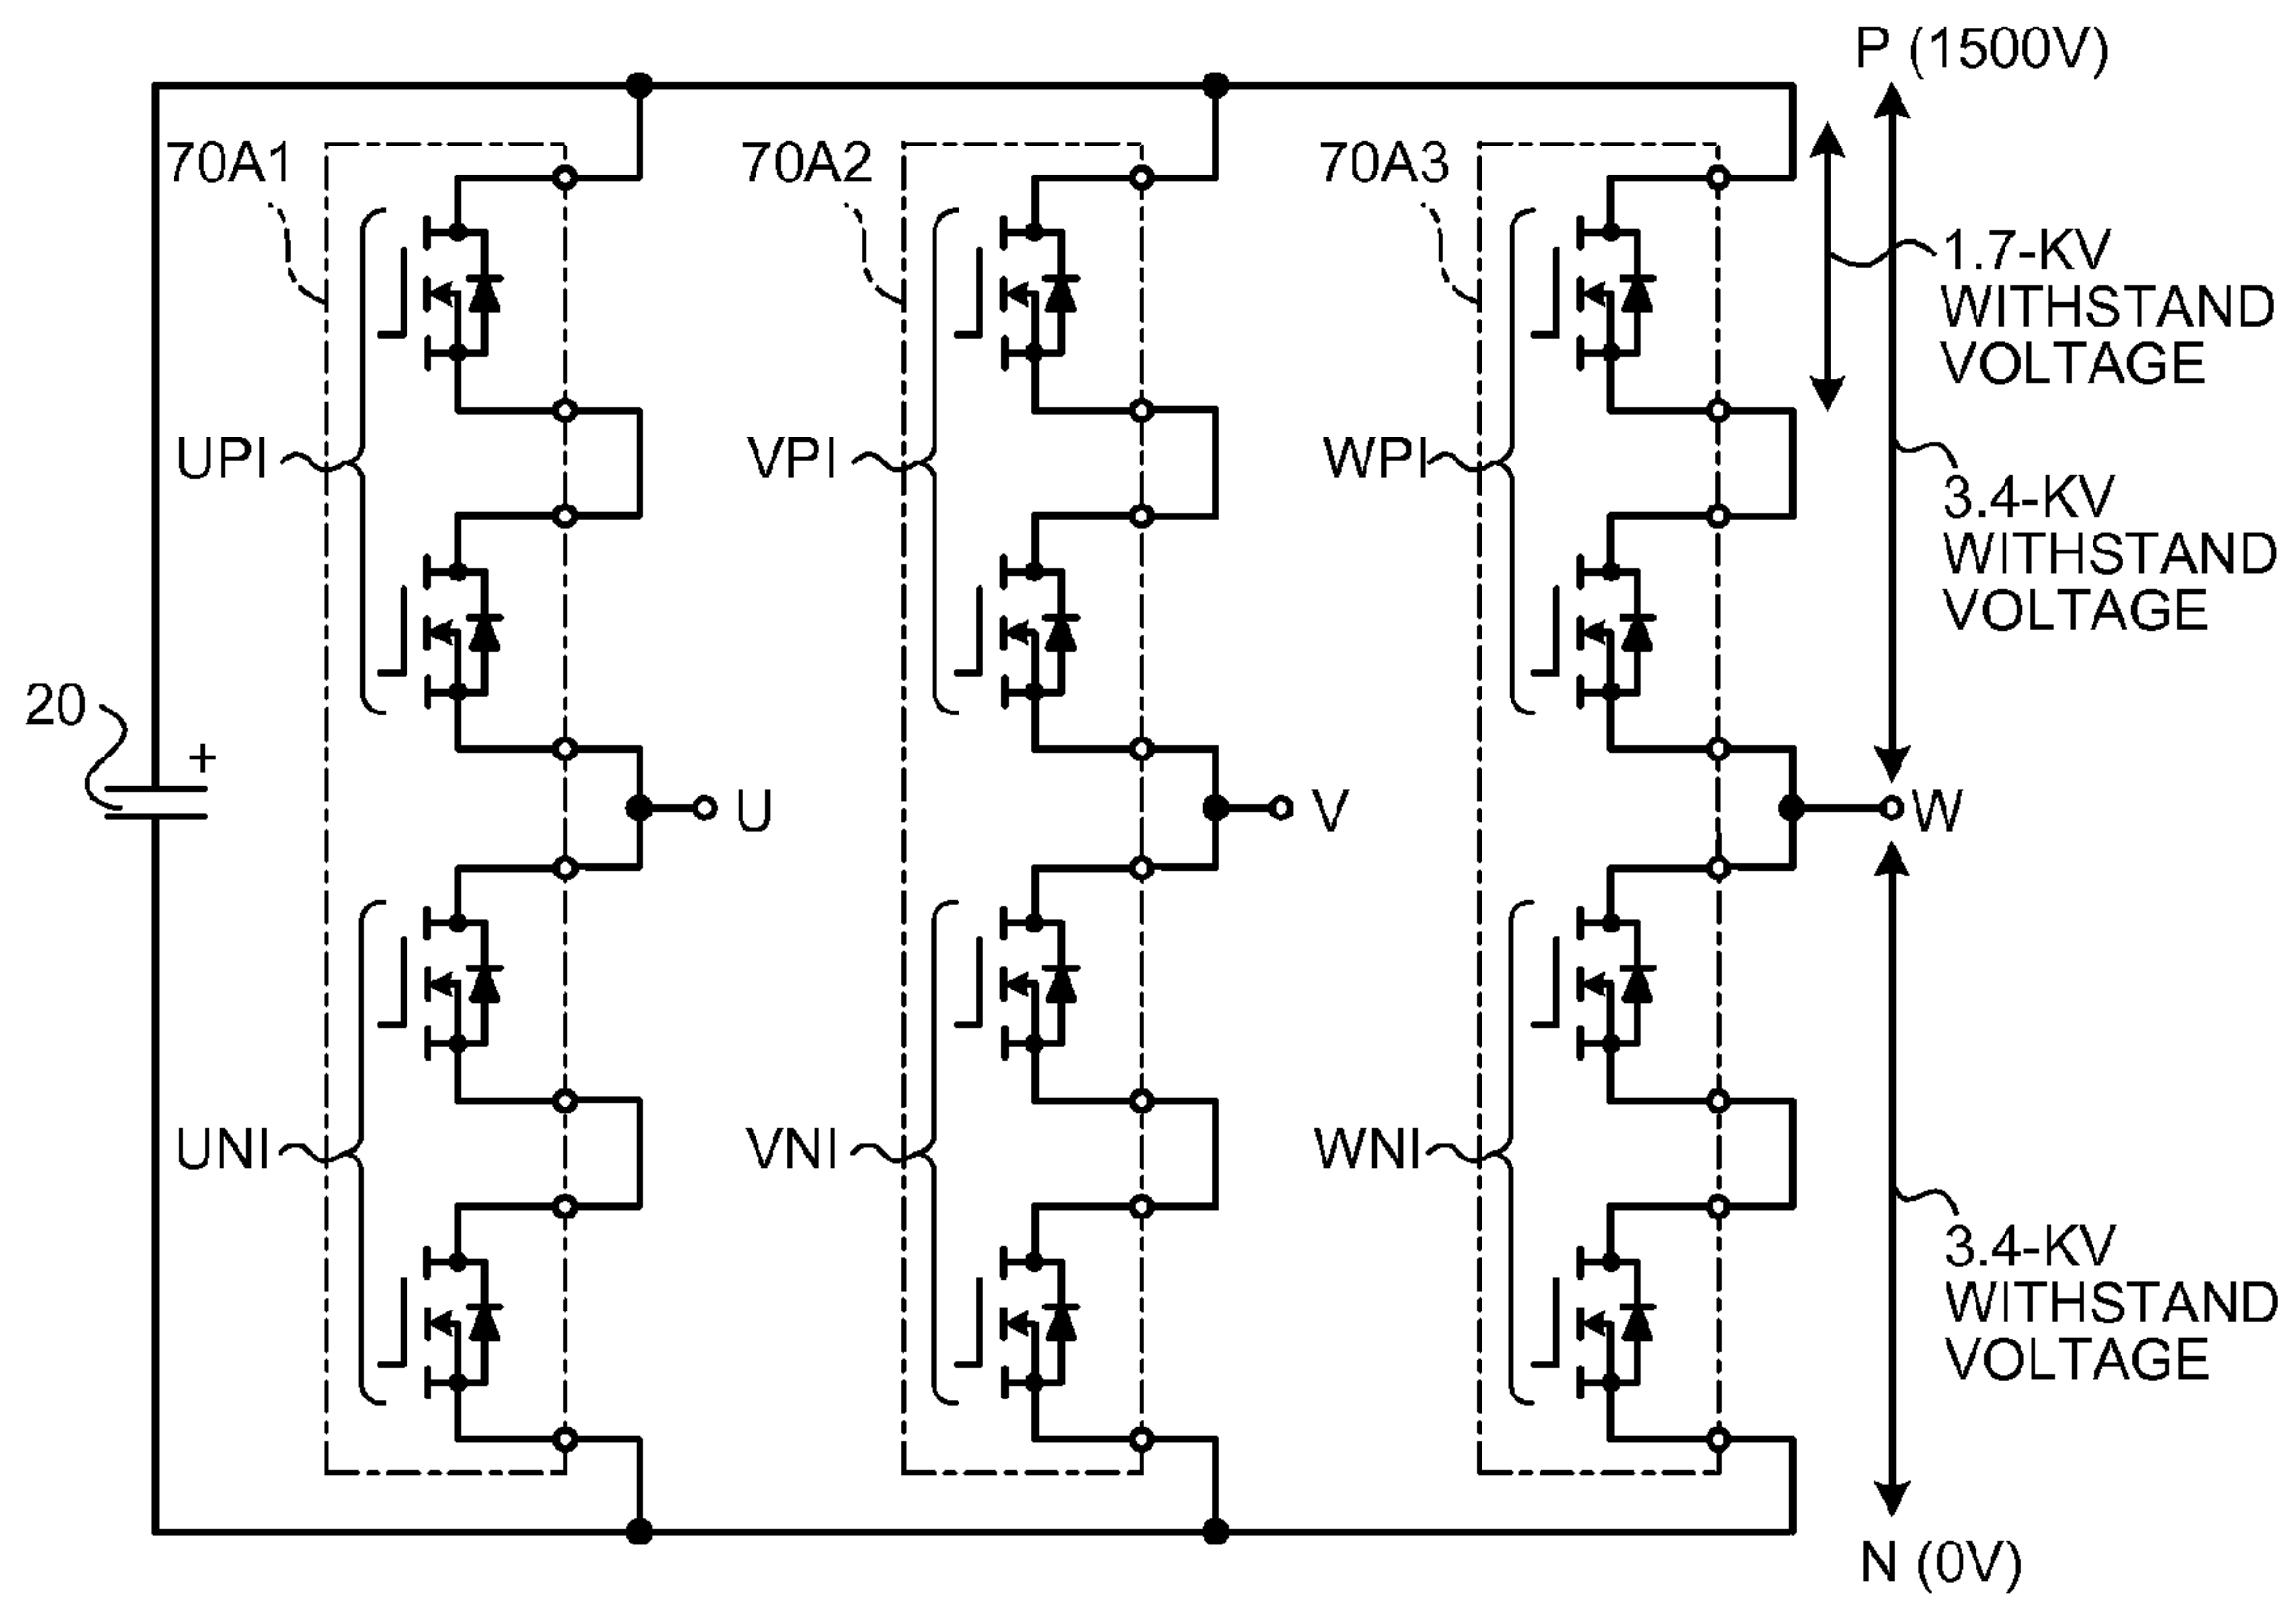 P (1500V)
70A1
70A2
70A3
1.7-KV
WITHSTAND
VOLTAGE
UPI
VPI
WPI
3.4-KV
WITHSTAND
VOLTAGE
20
+
U
V
W
UNI
VNI
WNI
3.4-KV
WITHSTAND
VOLTAGE
N (0V)